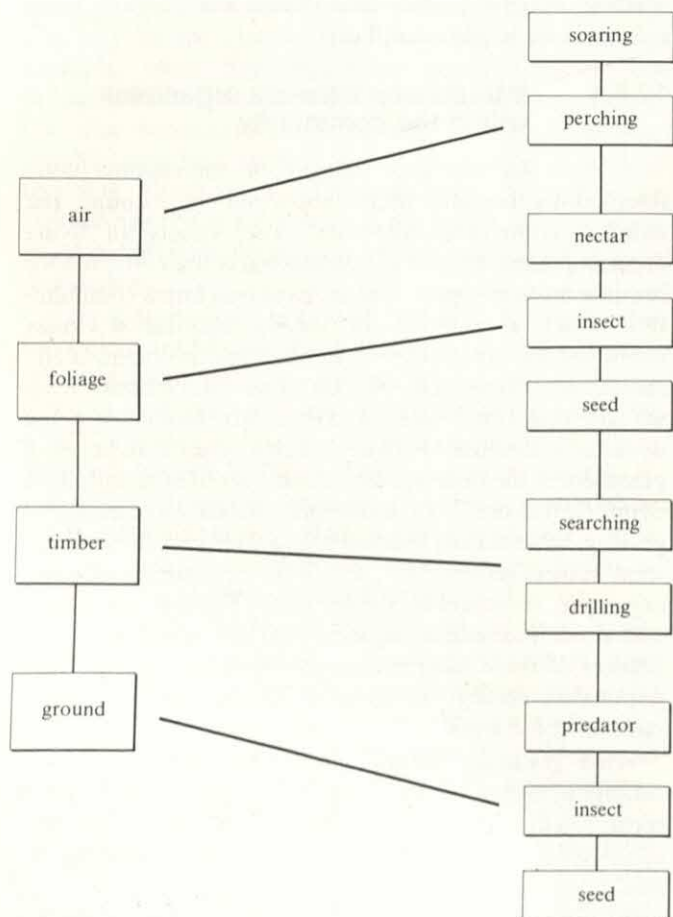 soaring
perching
air
nectar
insect
foliage
seed
searching
timber
drilling
ground
predator
insect
seed